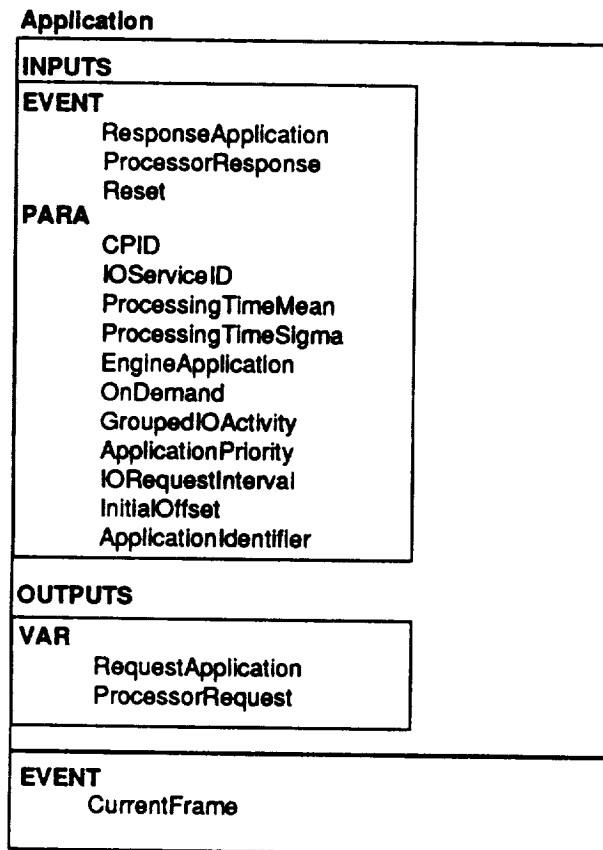 Application
INPUTS
EVENT
ResponseApplication
ProcessorResponse
Reset
PARA
CPID
IOServiceID
ProcessingTimeMean
ProcessingTimeSigma
EngineApplication
OnDemand
GroupedIOActivity
ApplicationPriority
IORequestInterval
InitialOffset
ApplicationIdentifier
OUTPUTS
VAR
RequestApplication
ProcessorRequest
EVENT
CurrentFrame